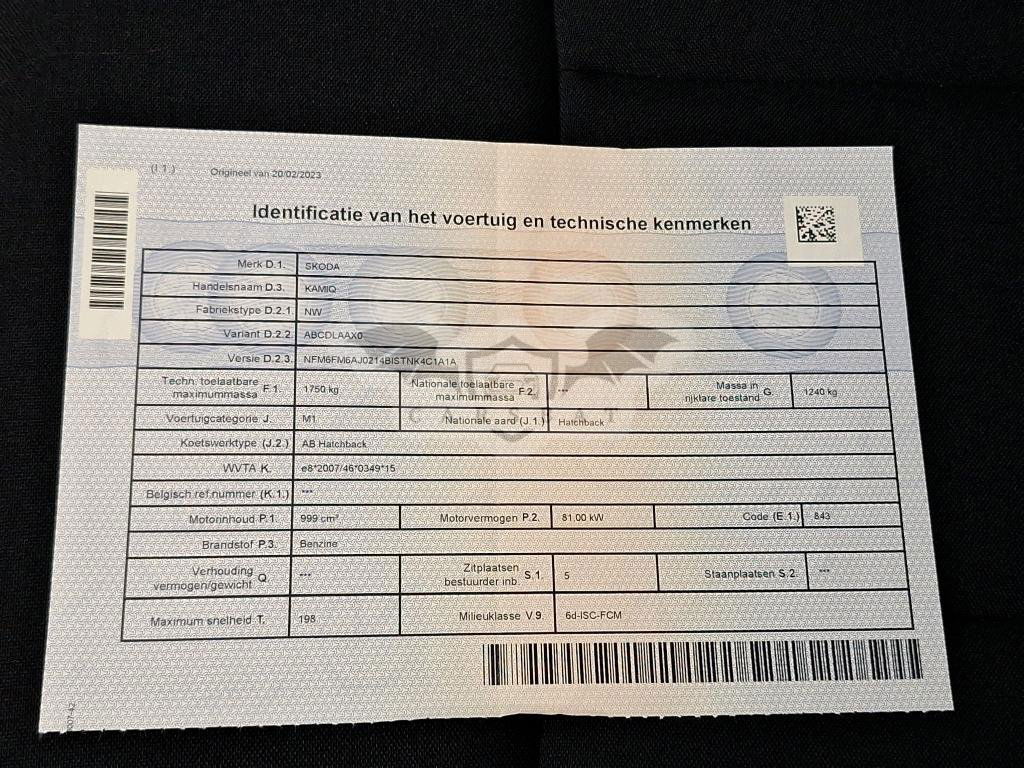 (I 1.) Origineel van 20/02/2023
Identificatie van het voertuig en technische kenmerken
Merk D.1. SKODA
Handelsnaam D.3. KAMIQ
Fabriekstype D.2.1. NW
Variant D.2.2. ABCDLAAX0
Versie D.2.3. NFM6FM6AJ0214BISTNK4C1A1A
Techn. toelaatbare maximummassa F.1. 1750 kg Nationale toelaatbare maximummassa F.2. --- Massa in rijklare toestand G. 1240 kg
Voertuigcategorie J. M1 Nationale aard (J.1.) Hatchback
Koetswerktype (J.2.) AB Hatchback
WVTA K. e8*2007/46*0349*15
Belgisch ref.nummer (K.1.) ---
Motorinhoud P.1. 999 cm³ Motorvermogen P.2. 81.00 kW Code (E.1.) 843
Brandstof P.3. Benzine
Verhouding vermogen/gewicht Q. --- Zitplaatsen bestuurder inb. S.1. 5 Staanplaatsen S.2. ---
Maximum snelheid T. 198 Milieuklasse V.9. 6d-ISC-FCM